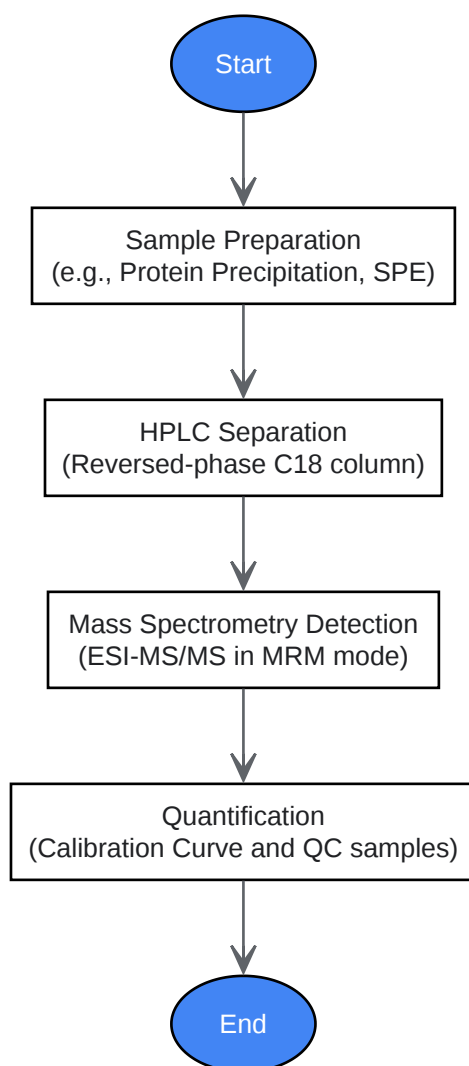 Start
Sample Preparation
(e.g., Protein Precipitation, SPE)
HPLC Separation
(Reversed-phase C18 column)
Mass Spectrometry Detection
(ESI-MS/MS in MRM mode)
Quantification
(Calibration Curve and QC samples)
End